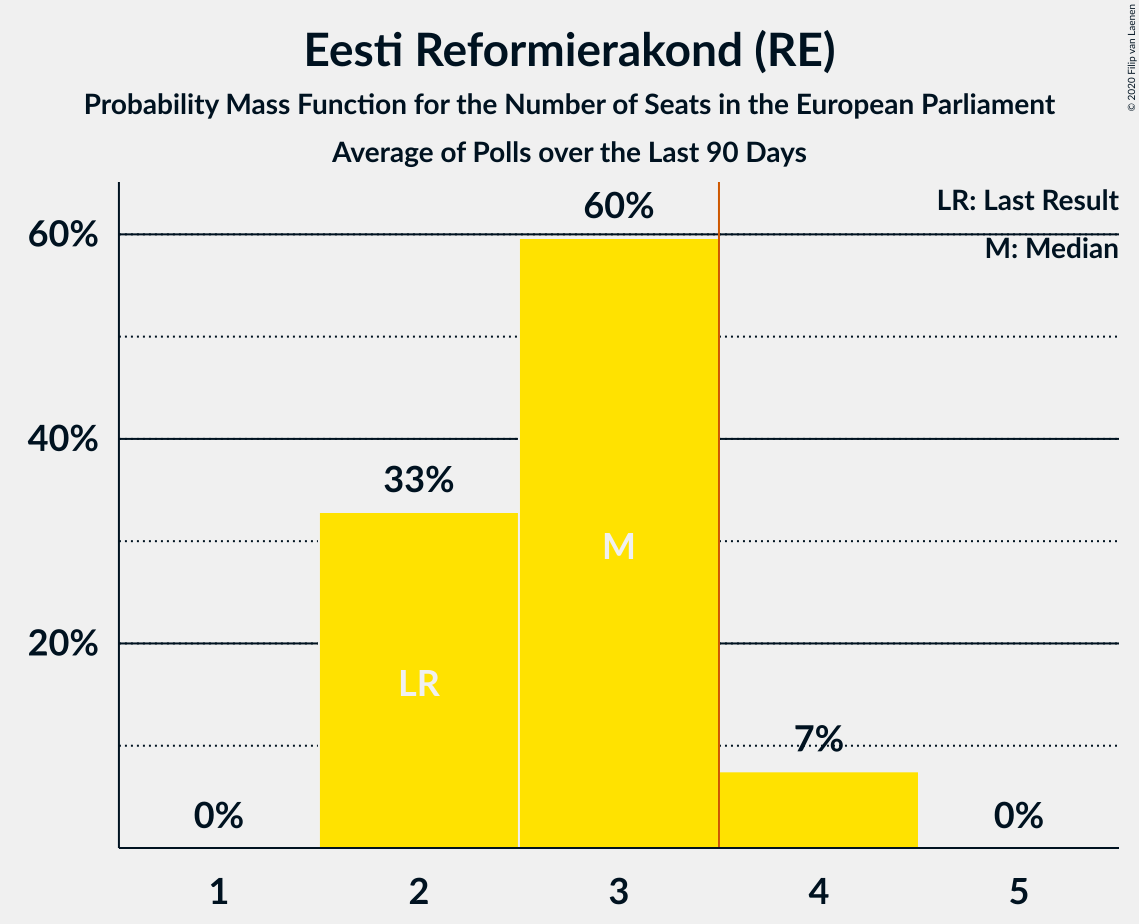 Eesti Reformierakond (RE)
Probability Mass Function for the Number of Seats in the European Parliament
Average of Polls over the Last 90 Days
© 2020 Filip van Laenen
LR: Last Result
M: Median
60%
40%
20%
0%
33%
60%
7%
0%
LR
M
1
2
3
4
5